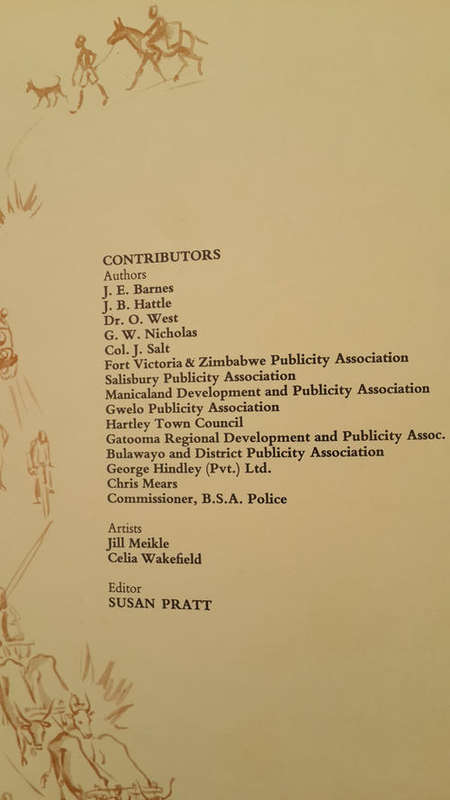 CONTRIBUTORS
Authors
J. E. Barnes
J. B. Hattle
Dr. O. West
G. W. Nicholas
Col. J. Salt
Fort Victoria & Zimbabwe Publicity Association
Salisbury Publicity Association
Manicaland Development and Publicity Association
Gwelo Publicity Association
Hartley Town Council
Gatooma Regional Development and Publicity Assoc.
Bulawayo and District Publicity Association
George Hindley (Pvt.) Ltd.
Chris Mears
Commissioner, B.S.A. Police
Artists
Jill Meikle
Celia Wakefield
Editor
SUSAN PRATT